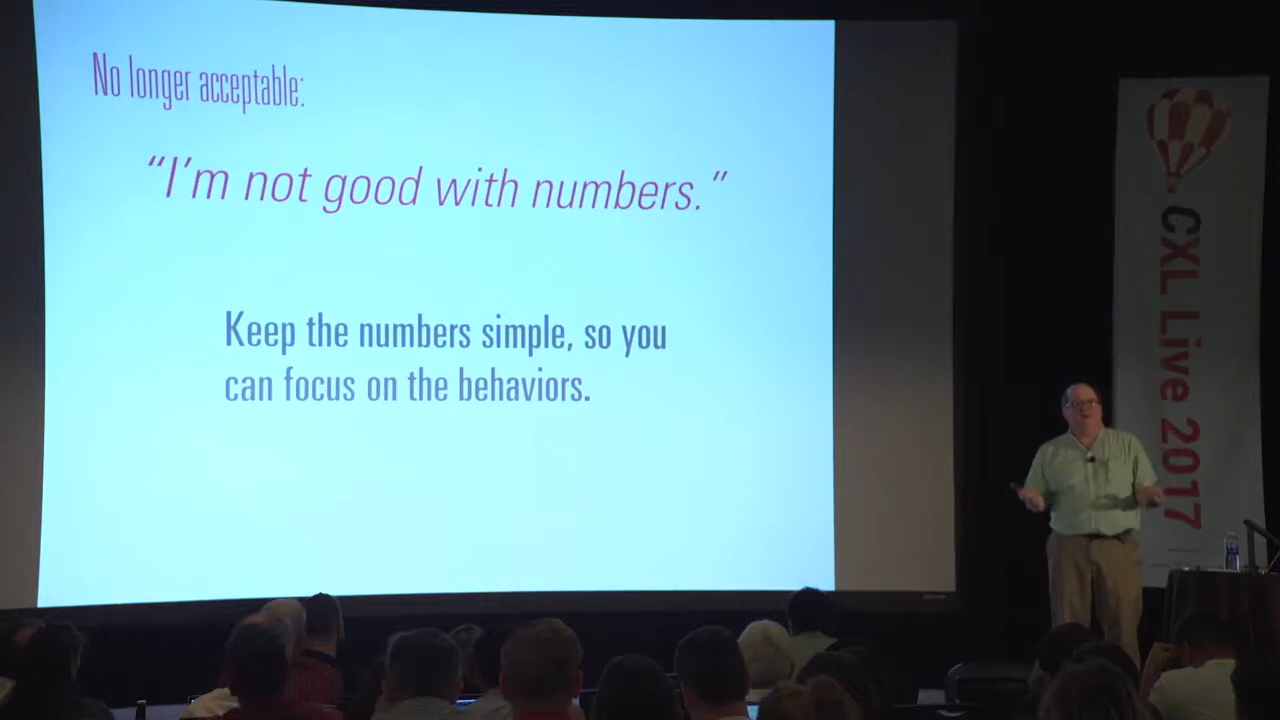 No longer acceptable:
“I’m not good with numbers.”
Keep the numbers simple, so you
can focus on the behaviors.
CXL Live 2017